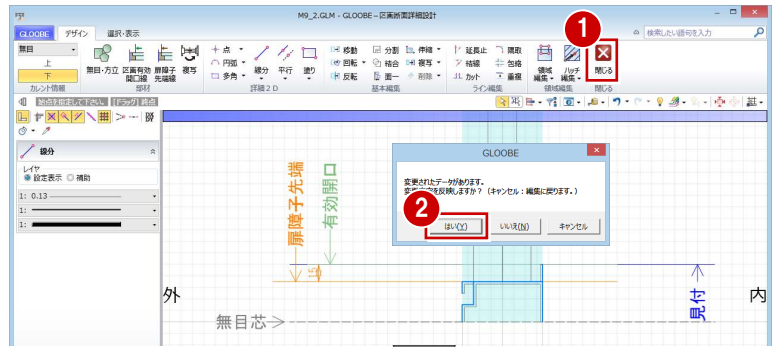 M9_2.GLM - GLOOBE – 区画断面詳細設計
1
GLOOBE デザイン 選択・表示 検索したい語句を入力
無目
上
下
カレント情報
無目・方立 区画有効開口線 扉障子先端線 複写
部材
点 円弧 多角 線分 平行 塗り
詳細2D
移動 分割 伸縮
回転 結合 複写
反転 面一 削除
基本編集
延長止 隅取
結線 包絡
カット 重複
ライン編集
領域編集 ハッチ編集
領域編集
閉じる
閉じる
始点を指定して下さい [[ドラッグ] 終点
線分
レイヤ
設定表示 補助
1: 0.13
1:
1:
GLOOBE
変更されたデータがあります。
変更内容を反映しますか? (キャンセル:編集に戻ります。)
2
はい(Y) いいえ(N) キャンセル
扉障子先端
有効開口
15
外
無目芯
見付
内